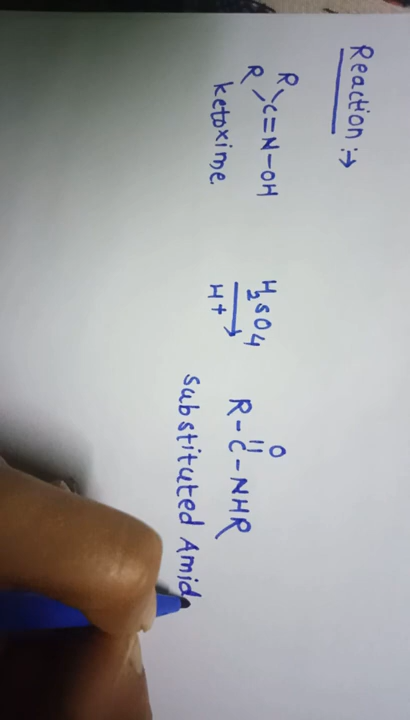 Reaction :→
R
R >C=N-OH H₂SO4 → H+ R-C-NHR
O
||
ketoxime substituted Amid